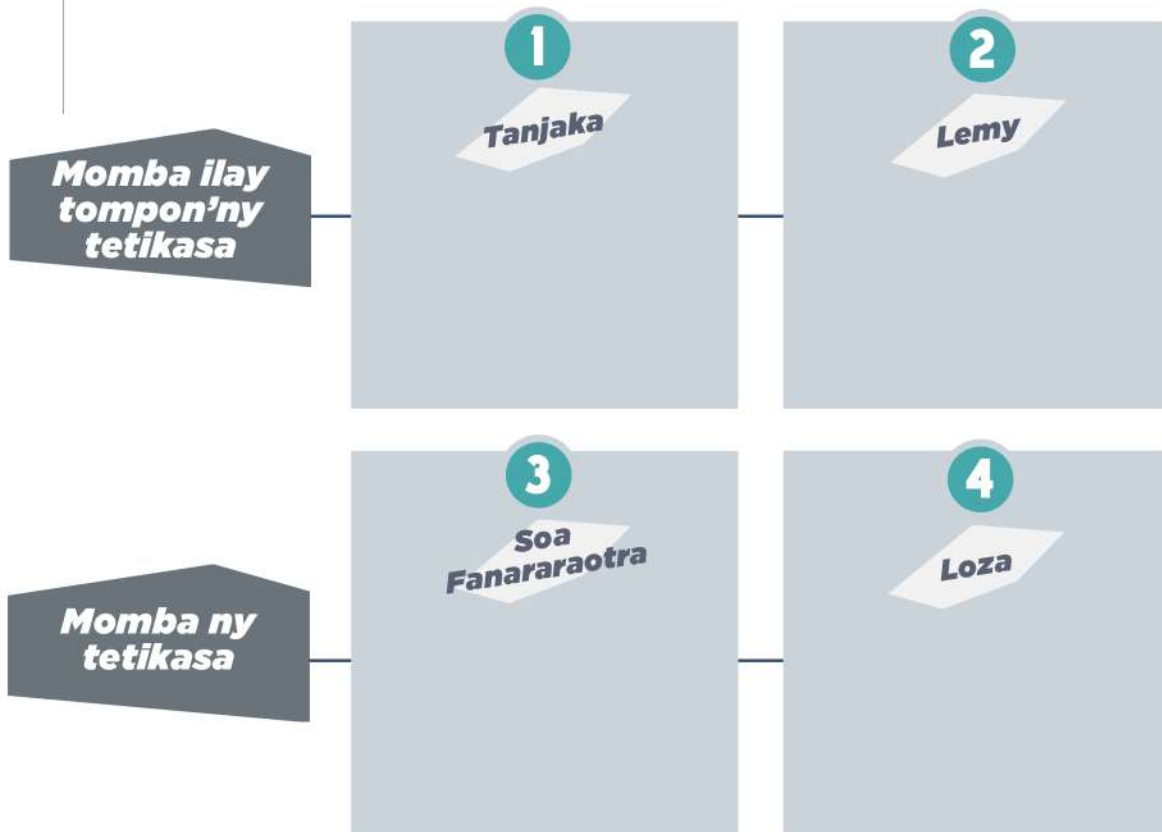 1
2
Tanjaka
Lemy
Momba ilay
tompon'ny
tetikasa
3
4
Soa
Fanararaotra
Loza
Momba ny
tetikasa